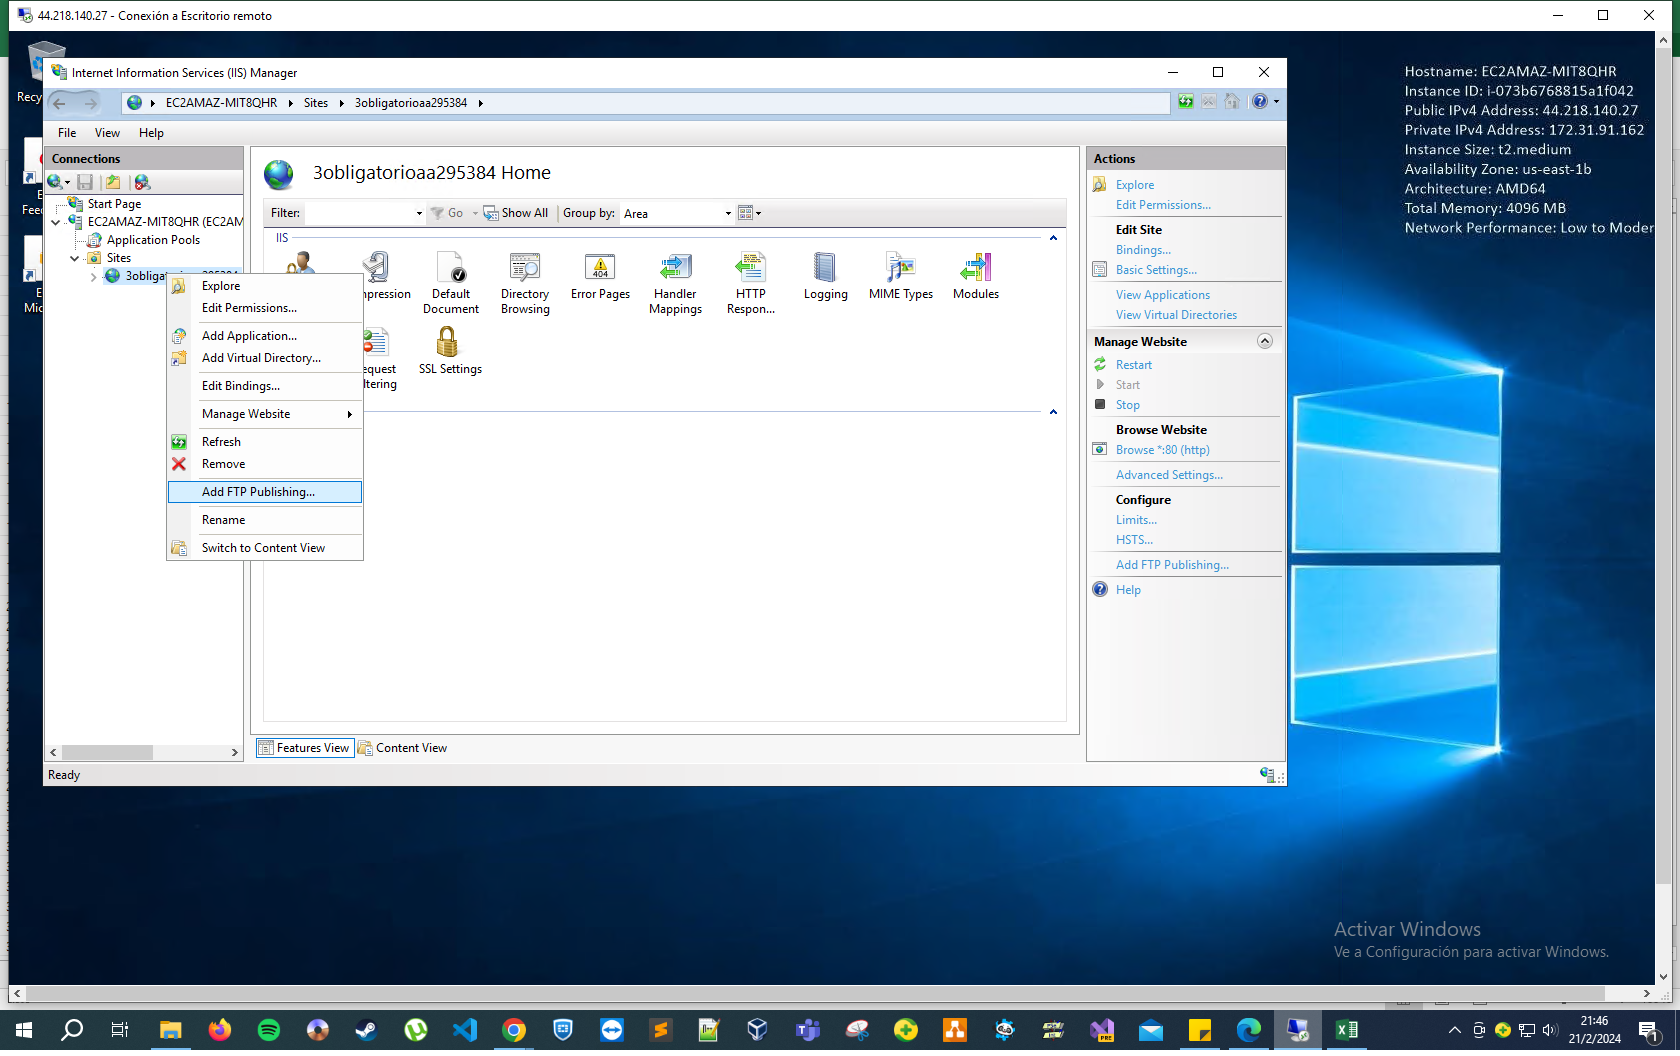 44.218.140.27 - Conexión a Escritorio remoto
Hostname: EC2AMAZ-MIT8QHR
Instance ID: i-073b6768815a1f042
Public IPv4 Address: 44.218.140.27
Private IPv4 Address: 172.31.91.162
Instance Size: t2.medium
Availability Zone: us-east-1b
Architecture: AMD64
Total Memory: 4096 MB
Network Performance: Low to Moder
Recy
Internet Information Services (IIS) Manager
EC2AMAZ-MIT8QHR
Sites
3obligatorioaa295384
File
View
Help
Connections
Start Page
EC2AMAZ-MIT8QHR (EC2AM
Application Pools
Sites
E
Fee
E
Mic
Explore
Edit Permissions...
Add Application...
Add Virtual Directory...
Edit Bindings...
Manage Website
Refresh
Remove
Add FTP Publishing...
Rename
Switch to Content View
3obligatorioaa295384 Home
Filter:
Go
Show All
Group by:
Area
IIS
mpression
Default
Document
Directory
Browsing
404
Error Pages
Handler
Mappings
HTTP
Respon...
Logging
MIME Types
Modules
equest
ltering
SSL Settings
Features View
Content View
Ready
Actions
Explore
Edit Permissions...
Edit Site
Bindings...
Basic Settings...
View Applications
View Virtual Directories
Manage Website
Restart
Start
Stop
Browse Website
Browse *:80 (http)
Advanced Settings...
Configure
Limits...
HSTS...
Add FTP Publishing...
Help
Activar Windows
Ve a Configuración para activar Windows.
PRE
21:46
21/2/2024
1